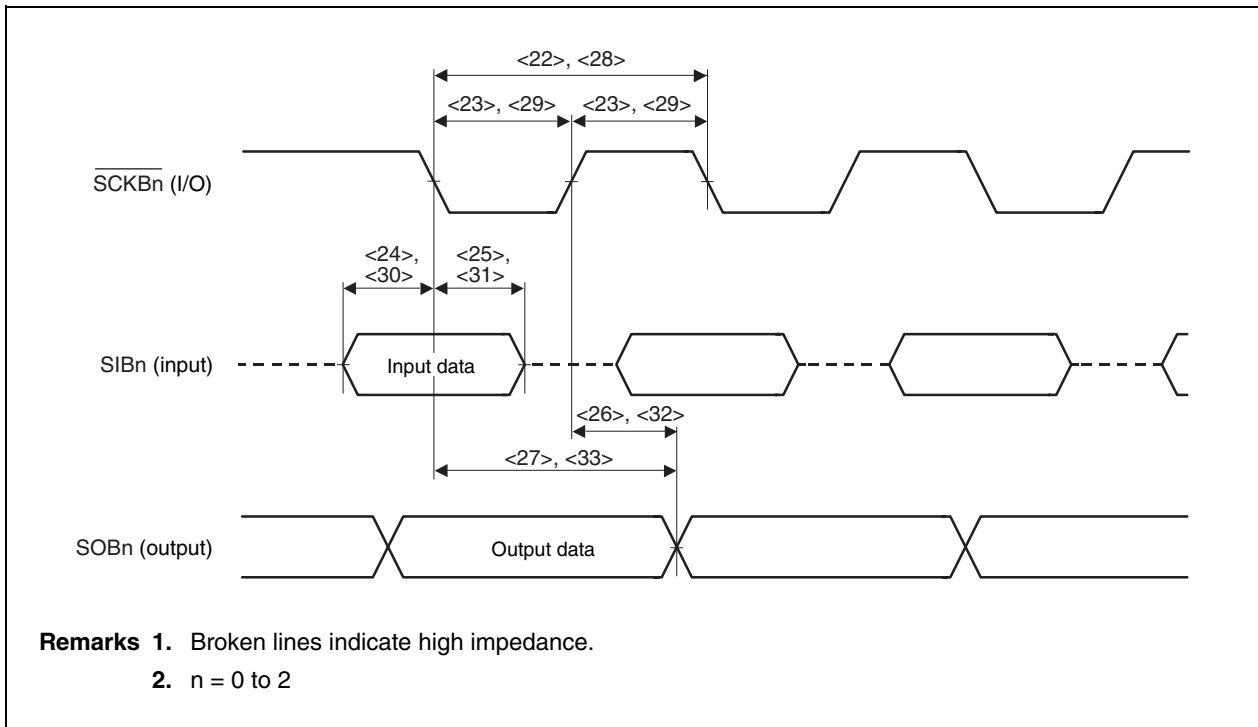 <22>, <28>
<23>, <29> <23>, <29>
SCKBn (I/O)
<24>, <25>,
<30> <31>
SIBn (input) Input data
<26>, <32>
<27>, <33>
SOBn (output) Output data
Remarks 1. Broken lines indicate high impedance.
2. n = 0 to 2